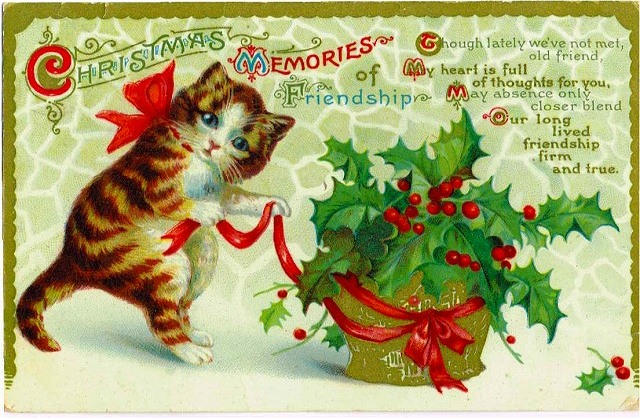 CHRISTMAS
MEMORIES
of
Friendship
Though lately we've not met,
old friend,
My heart is full
of thoughts for you,
May absence only
closer blend
Our long
lived
friendship
firm
and true.